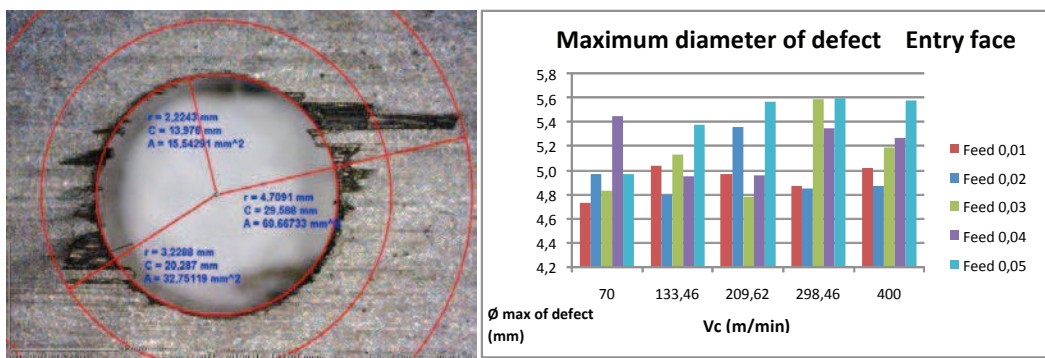 r = 2,2243 mm
C = 13,976 mm
A = 15,54291 mm^2
r = 4,7091 mm
C = 29,588 mm
A = 69,66733 mm^2
r = 3,2288 mm
C = 20,287 mm
A = 32,75119 mm^2
Maximum diameter of defect Entry face
5,8
5,6
5,4
5,2
5,0
4,8
4,6
4,4
4,2
70 133,46 209,62 298,46 400
Ø max of defect
(mm)
Vc (m/min)
Feed 0,01
Feed 0,02
Feed 0,03
Feed 0,04
Feed 0,05